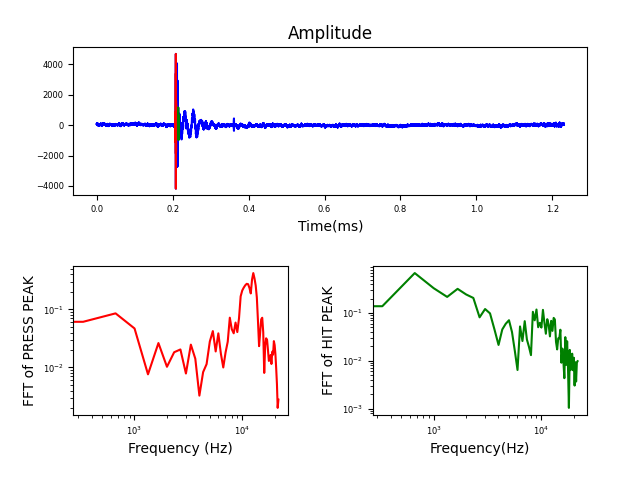 Amplitude
4000
2000
0
−2000
−4000
0.0 0.2 0.4 0.6 0.8 1.0 1.2
Time(ms)
FFT of PRESS PEAK
10⁻¹
10⁻²
10³ 10⁴
Frequency (Hz)
FFT of HIT PEAK
10⁻¹
10⁻²
10⁻³
10³ 10⁴
Frequency(Hz)